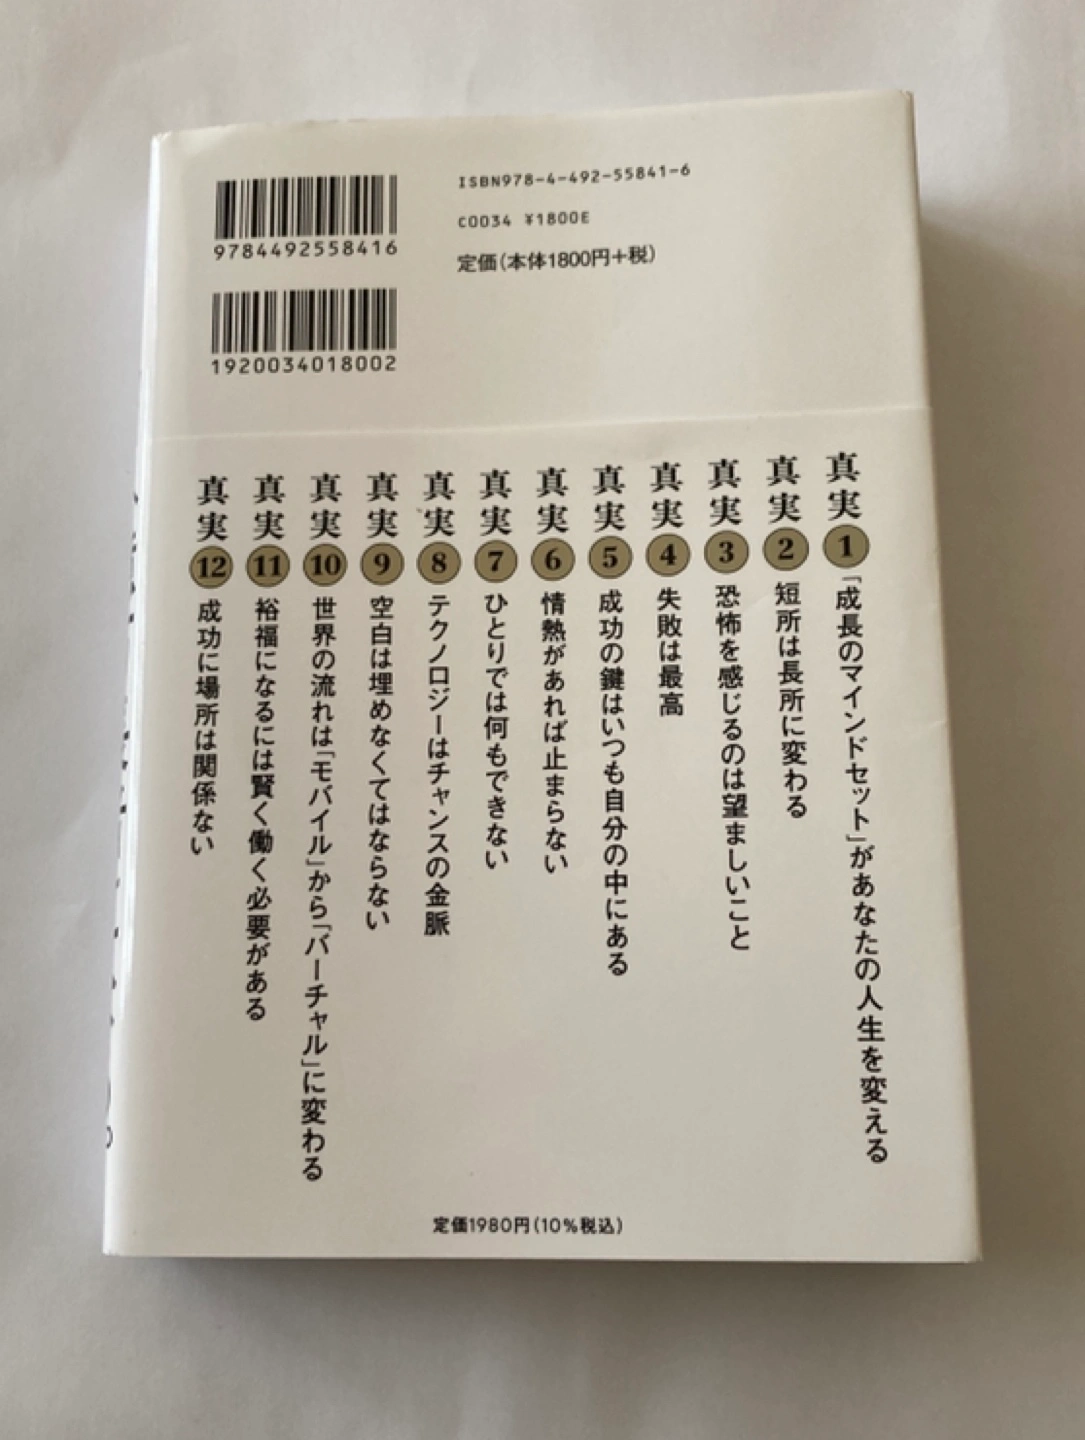 9784492558416
ISBN978-4-492-55841-6
C0034 ¥1800E
定価(本体1800円+税)
1920034018002
真実1 「成長のマインドセット」があなたの人生を変える
真実2 短所は長所に変わる
真実3 恐怖を感じるのは望ましいこと
真実4 失敗は最高
真実5 成功の鍵はいつも自分の中にある
真実6 情熱があれば止まらない
真実7 ひとりでは何もできない
真実8 テクノロジーはチャンスの金脈
真実9 空白は埋めなくてはならない
真実10 世界の流れは「モバイル」から「バーチャル」に変わる
真実11 裕福になるには賢く働く必要がある
真実12 成功に場所は関係ない
定価1980円(10%税込)